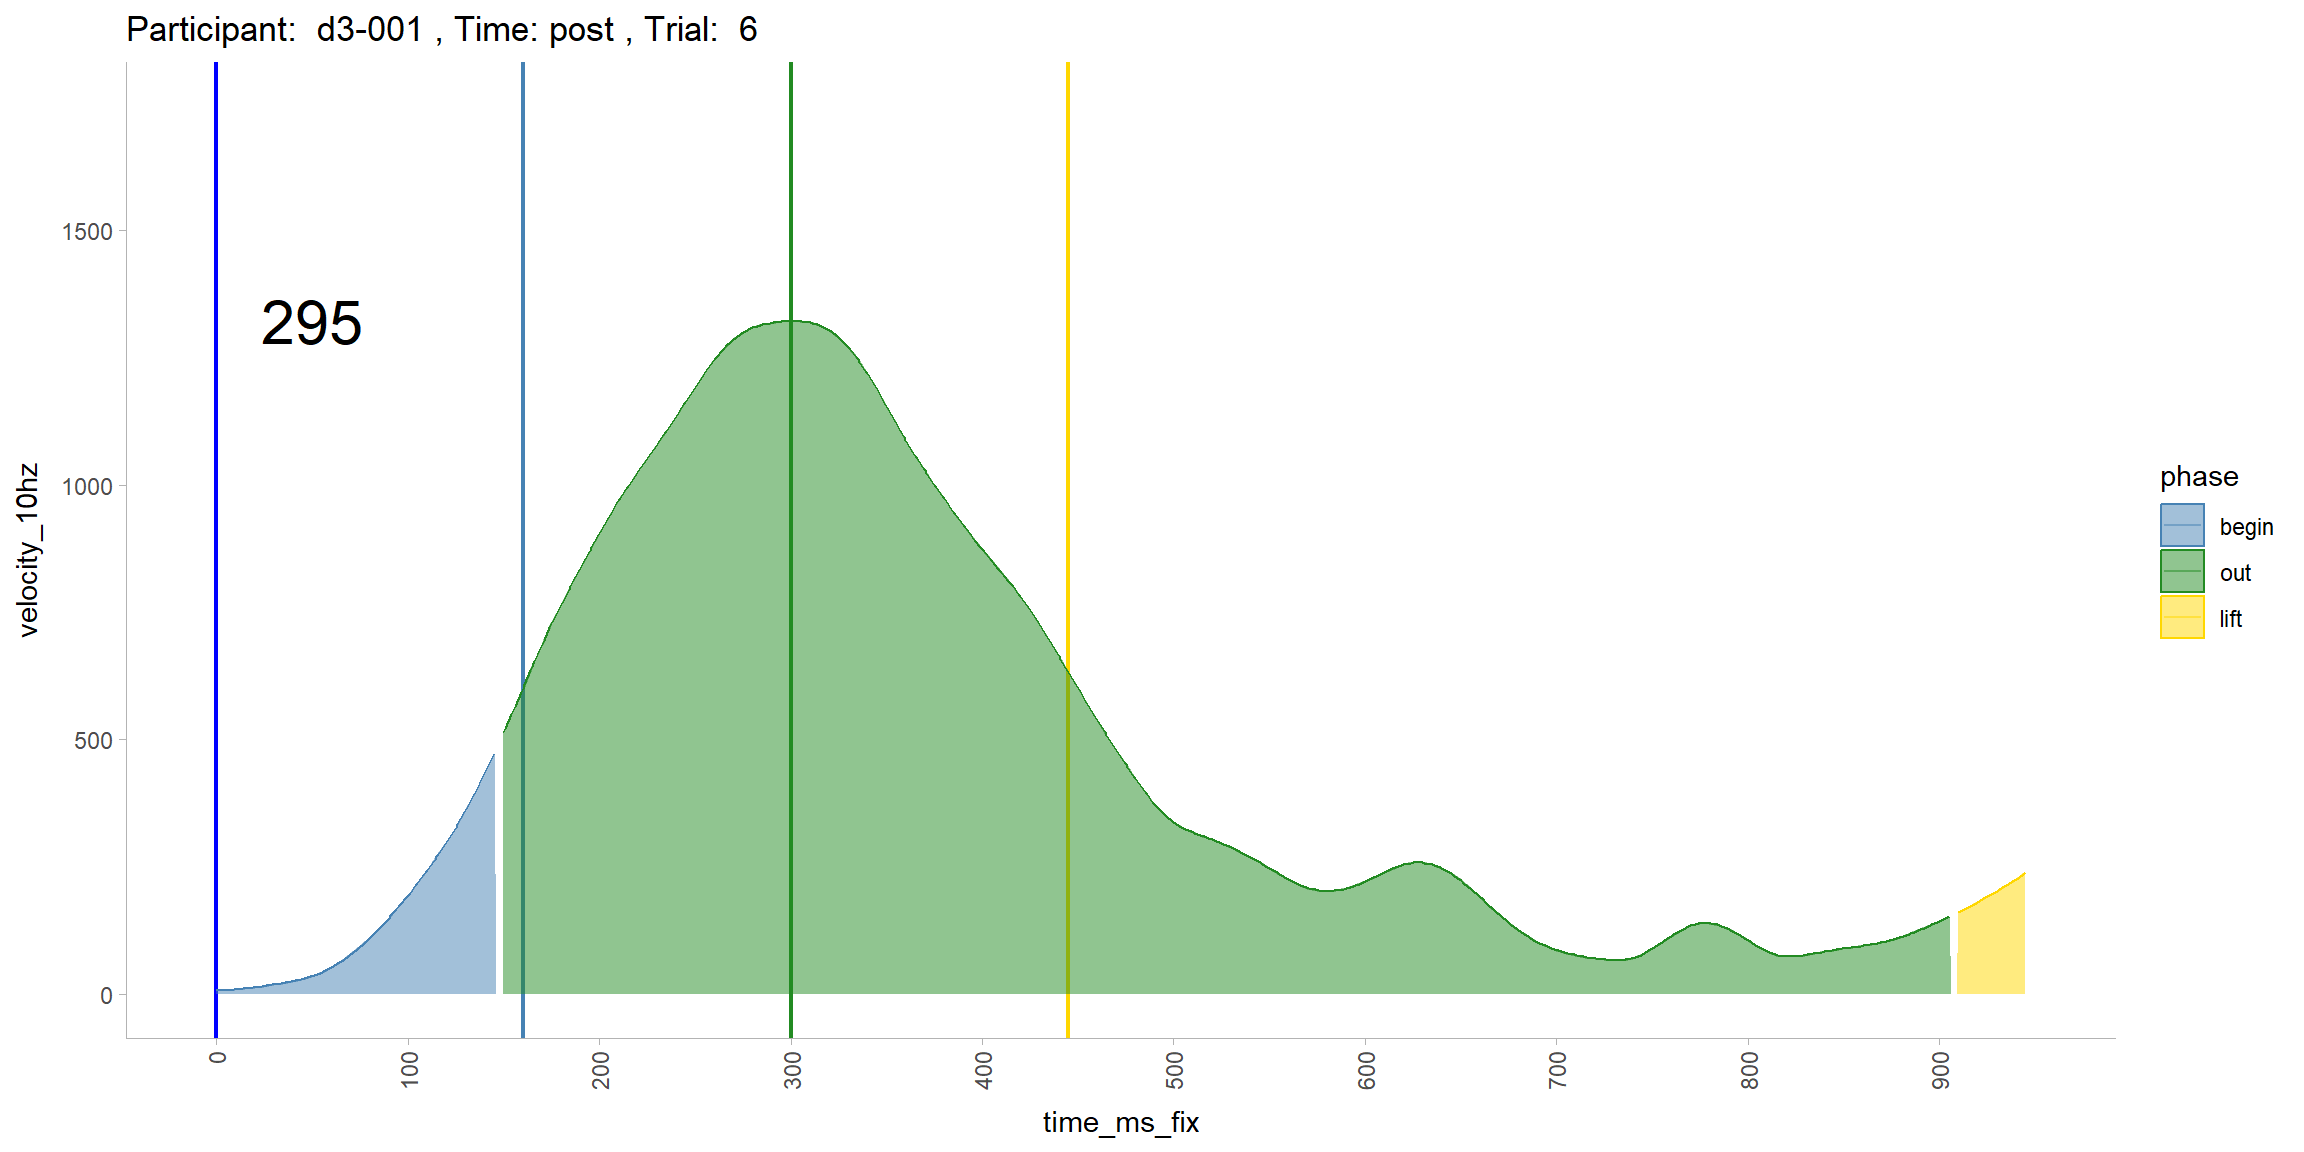 Participant:  d3-001 , Time: post , Trial:  6
295
velocity_10hz
1500
1000
500
0
0
100
200
300
400
500
600
700
800
900
time_ms_fix
phase
begin
out
lift